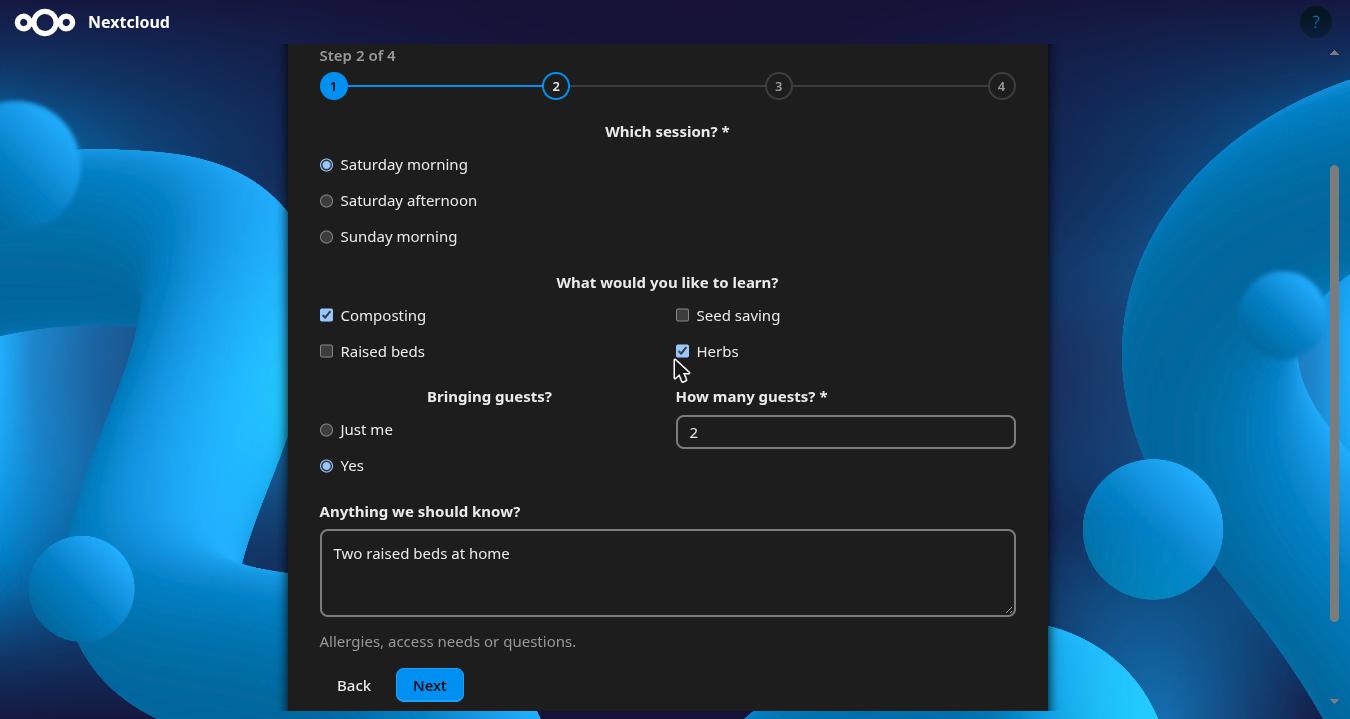 Nextcloud
?
Step 2 of 4
1
2
3
4
Which session? *
Saturday morning
Saturday afternoon
Sunday morning
What would you like to learn?
Composting
Seed saving
Raised beds
Herbs
Bringing guests?
How many guests? *
Just me
2
Yes
Anything we should know?
Two raised beds at home
Allergies, access needs or questions.
Back
Next